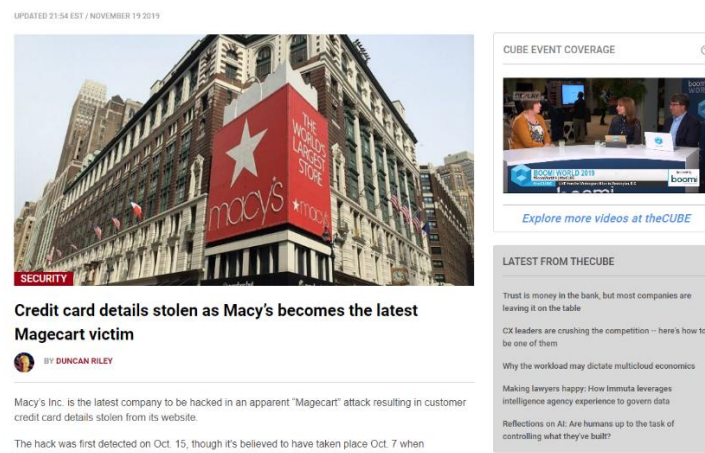 UPDATED 21:54 EST / NOVEMBER 19 2019
THE
WORLD'S
LARGEST
STORE
macy's
SECURITY
Credit card details stolen as Macy's becomes the latest
Magecart victim
BY DUNCAN RILEY
Macy's Inc. is the latest company to be hacked in an apparent "Magecart" attack resulting in customer
credit card details stolen from its website.
The hack was first detected on Oct. 15, though it's believed to have taken place Oct. 7 when
CUBE EVENT COVERAGE
BOOMI WORLD 2019
boomi
Explore more videos at theCUBE
LATEST FROM THECUBE
Trust is money in the bank, but most companies are
leaving it on the table
CX leaders are crushing the competition -- here's how to
be one of them
Why the workload may dictate multicloud economics
Making lawyers happy: How Immuta leverages
intelligence agency experience to govern data
Reflections on AI: Are humans up to the task of
controlling what they've built?